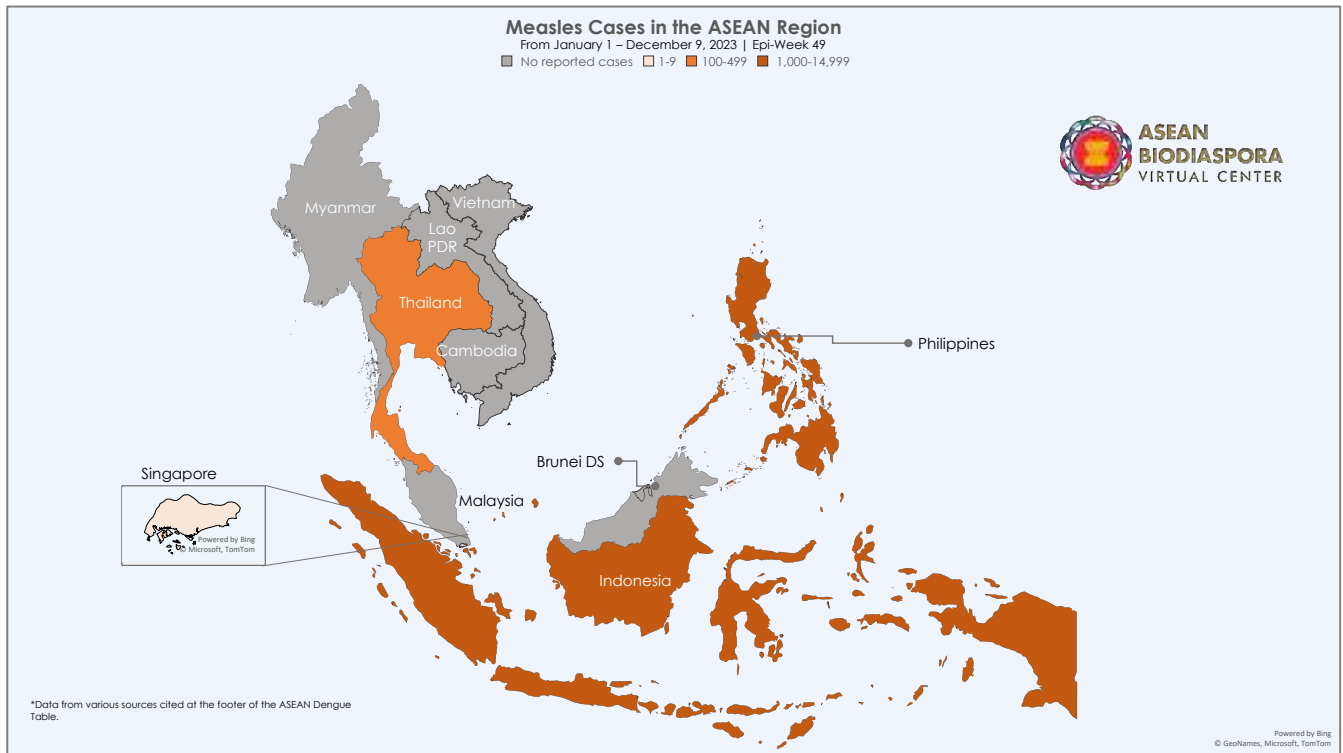 Measles Cases in the ASEAN Region
From January 1 – December 9, 2023 | Epi-Week 49
No reported cases 1-9 100-499 1,000-14,999
ASEAN
BIODIASPORA
VIRTUAL CENTER
Myanmar
Vietnam
Lao
PDR
Thailand
Cambodia
Philippines
Brunei DS
Singapore
Malaysia
Powered by Bing
© Microsoft, TomTom
Indonesia
*Data from various sources cited at the footer of the ASEAN Dengue
Table.
Powered by Bing
© GeoNames, Microsoft, TomTom